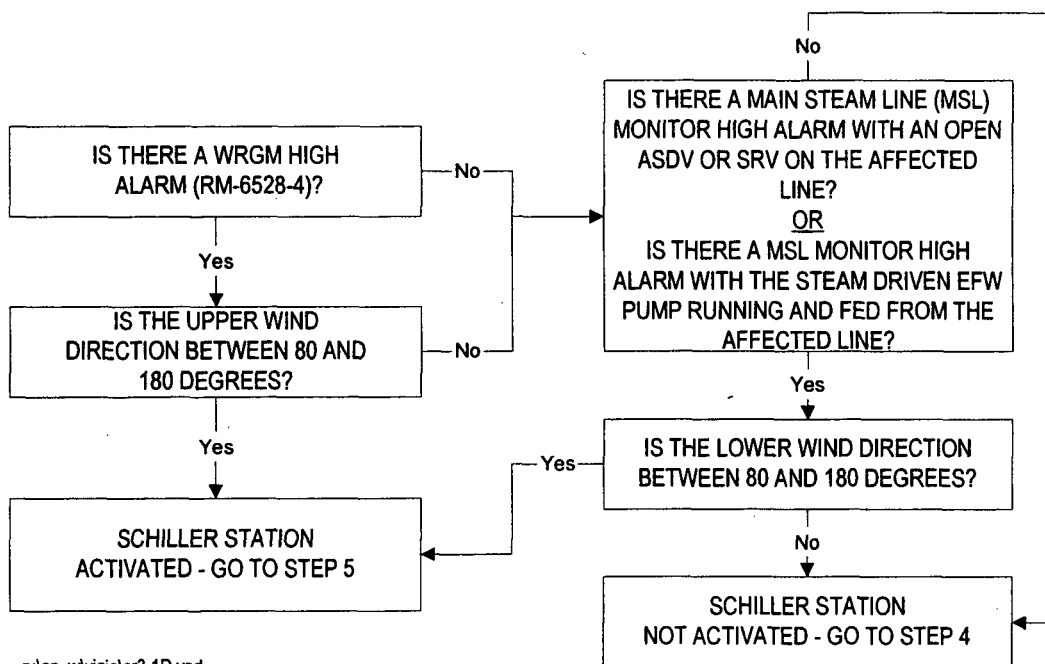 IS THERE A WRGM HIGH
ALARM (RM-6528-4)?
No
Yes
IS THE UPPER WIND
DIRECTION BETWEEN 80 AND
180 DEGREES?
No
Yes
SCHILLER STATION
ACTIVATED - GO TO STEP 5
No
IS THERE A MAIN STEAM LINE (MSL)
MONITOR HIGH ALARM WITH AN OPEN
ASDV OR SRV ON THE AFFECTED
LINE?
OR
IS THERE A MSL MONITOR HIGH
ALARM WITH THE STEAM DRIVEN EFW
PUMP RUNNING AND FED FROM THE
AFFECTED LINE?
Yes
IS THE LOWER WIND DIRECTION
BETWEEN 80 AND 180 DEGREES?
Yes
No
SCHILLER STATION
NOT ACTIVATED - GO TO STEP 4